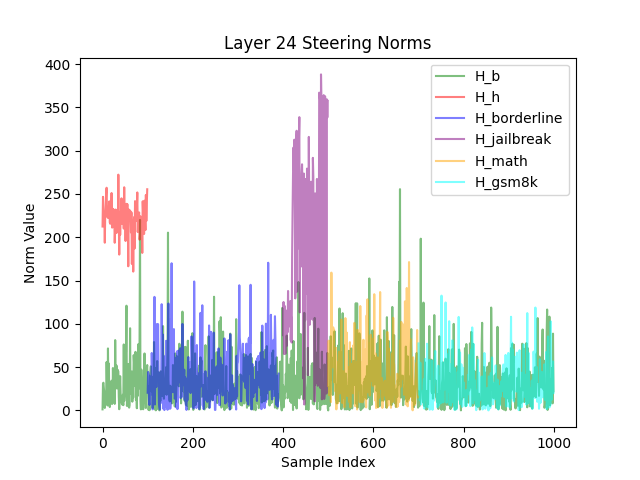 Layer 24 Steering Norms
400
350
300
250
200
150
100
50
0
Norm Value
H_b
H_h
H_borderline
H_jailbreak
H_math
H_gsm8k
0 200 400 600 800 1000
Sample Index